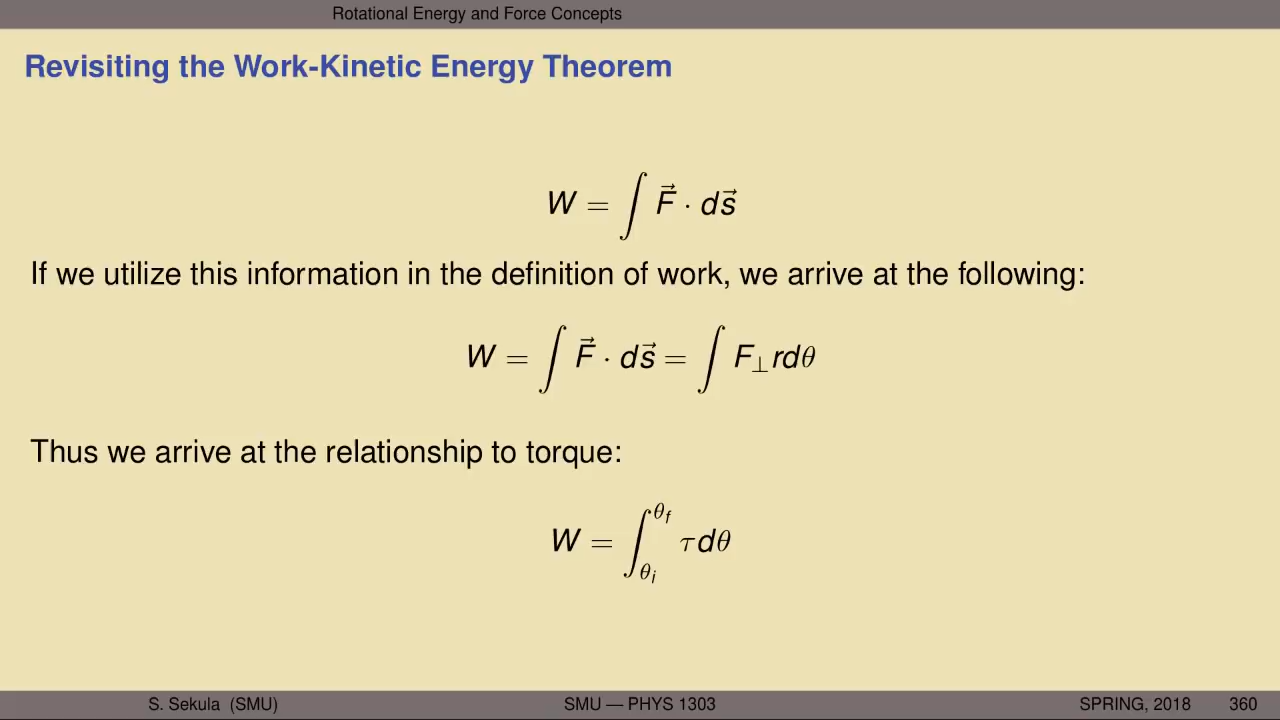 Rotational Energy and Force Concepts
Revisiting the Work-Kinetic Energy Theorem
W = ∫ F⃗ · ds⃗
If we utilize this information in the definition of work, we arrive at the following:
W = ∫ F⃗ · ds⃗ = ∫ F⊥rdθ
Thus we arrive at the relationship to torque:
W = ∫_{θ_i}^{θ_f} τdθ
S. Sekula (SMU) SMU — PHYS 1303 SPRING, 2018 360